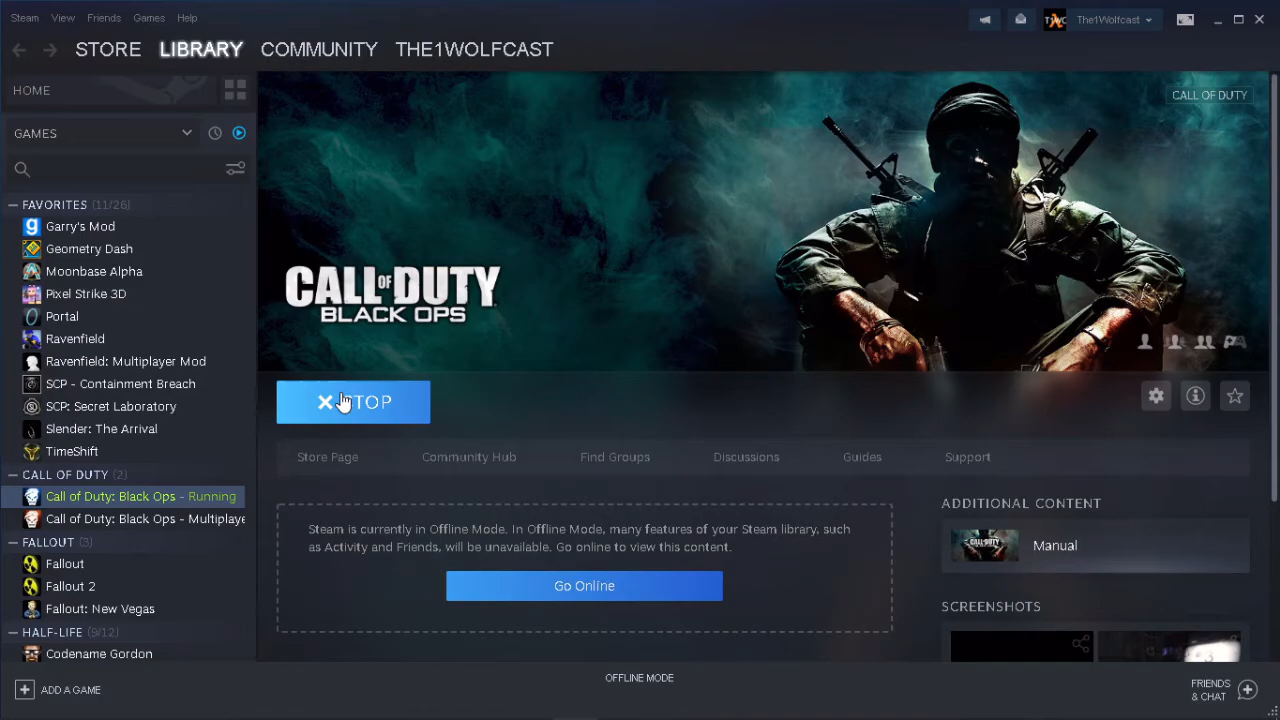 Steam View Friends Games Help
The1Wolfcast
STORE LIBRARY COMMUNITY THE1WOLFCAST
HOME
GAMES
FAVORITES (11/26)
Garry's Mod
Geometry Dash
Moonbase Alpha
Pixel Strike 3D
Portal
Ravenfield
Ravenfield: Multiplayer Mod
SCP - Containment Breach
SCP: Secret Laboratory
Slender: The Arrival
TimeShift
CALL OF DUTY (2)
Call of Duty: Black Ops - Running
Call of Duty: Black Ops - Multiplaye
FALLOUT (3)
Fallout
Fallout 2
Fallout: New Vegas
HALF-LIFE (9/12)
Codename Gordon
ADD A GAME
CALL OF DUTY
CALL OF DUTY
BLACK OPS
STOP
Store Page Community Hub Find Groups Discussions Guides Support
Steam is currently in Offline Mode. In Offline Mode, many features of your Steam library, such
as Activity and Friends, will be unavailable. Go online to view this content.
Go Online
ADDITIONAL CONTENT
Manual
SCREENSHOTS
OFFLINE MODE
FRIENDS
& CHAT